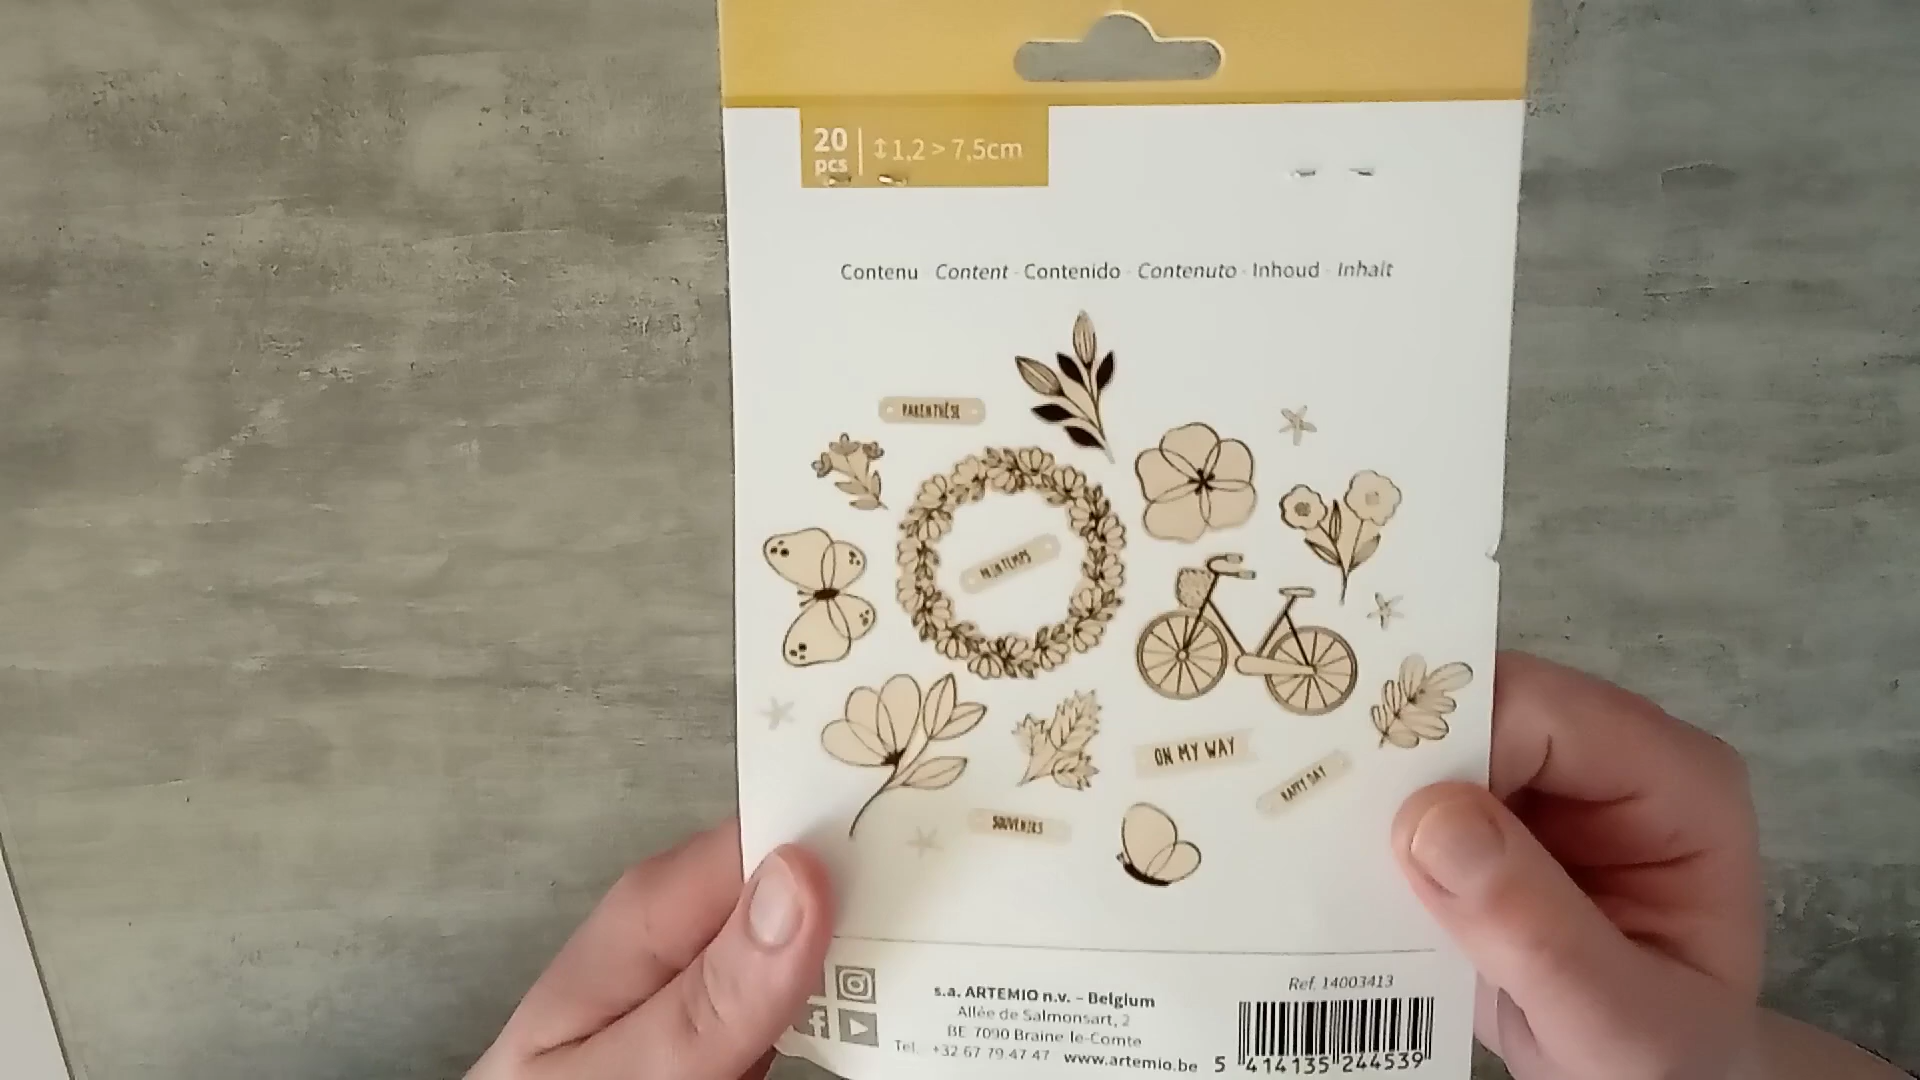 20 pcs
↕1,2 > 7,5cm
Contenu - Content - Contenido - Contenuto - Inhoud - Inhalt
PARENTHÈSE
PRINTEMPS
ON MY WAY
HAPPY DAY
SOUVENIRS
Ref. 14003413
s.a. ARTEMIO n.v. – Belgium
Allée de Salmonsart, 2
BE 7090 Braine-le-Comte
Tel. +32 67 79 47 47 www.artemio.be
5 414135 244539